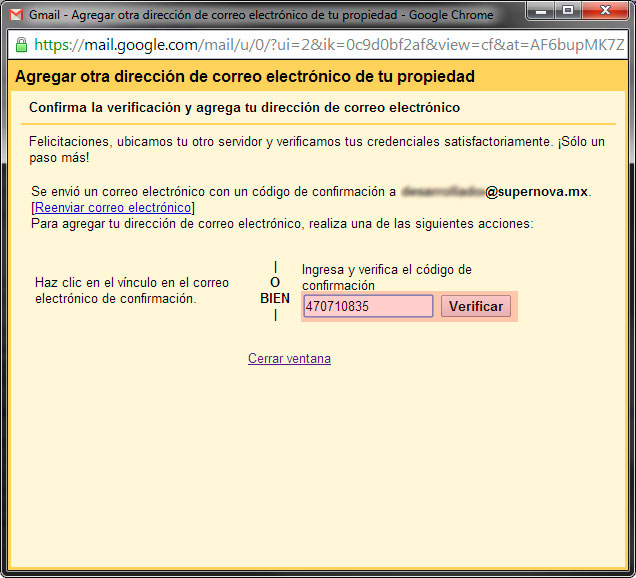 Gmail - Agregar otra dirección de correo electrónico de tu propiedad - Google Chrome
https://mail.google.com/mail/u/0/?ui=2&ik=0c9d0bf2af&view=cf&at=AF6bupMK7Z
Agregar otra dirección de correo electrónico de tu propiedad
Confirma la verificación y agrega tu dirección de correo electrónico
Felicitaciones, ubicamos tu otro servidor y verificamos tus credenciales satisfactoriamente. ¡Sólo un
paso más!
Se envió un correo electrónico con un código de confirmación a @supernova.mx.
[Reenviar correo electrónico]
Para agregar tu dirección de correo electrónico, realiza una de las siguientes acciones:
Haz clic en el vínculo en el correo
electrónico de confirmación.
|
O
BIEN
|
Ingresa y verifica el código de
confirmación
470710835 Verificar
Cerrar ventana